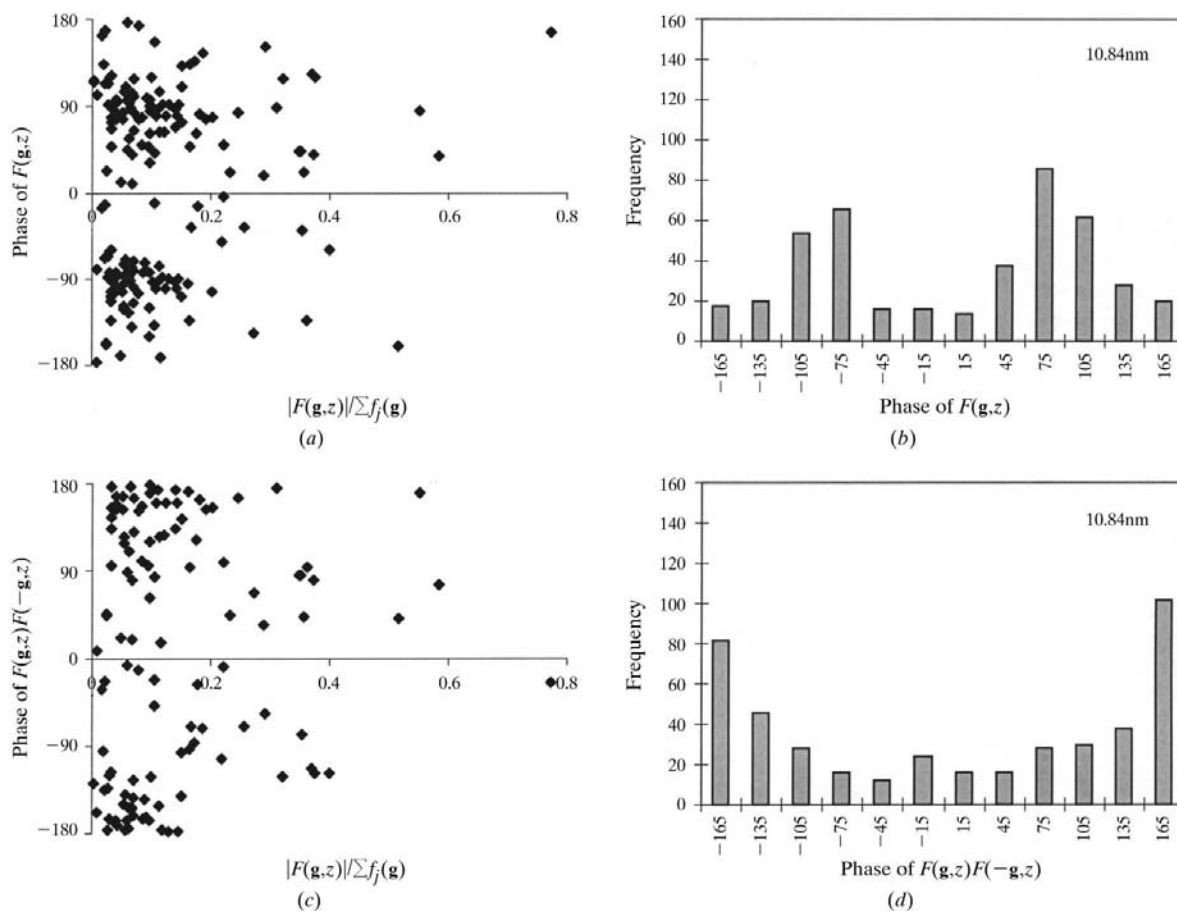 180
90
0
−90
−180
Phase of F(g,z)
0 0.2 0.4 0.6 0.8
|F(g,z)|/∑f_j(g)
(a)
160
140
120
100
80
60
40
20
0
Frequency
10.84nm
−165 −135 −105 −75 −45 −15 15 45 75 105 135 165
Phase of F(g,z)
(b)
180
90
0
−90
−180
Phase of F(g,z)F(−g,z)
0 0.2 0.4 0.6 0.8
|F(g,z)|/∑f_j(g)
(c)
160
140
120
100
80
60
40
20
0
Frequency
10.84nm
−165 −135 −105 −75 −45 −15 15 45 75 105 135 165
Phase of F(g,z)F(−g,z)
(d)